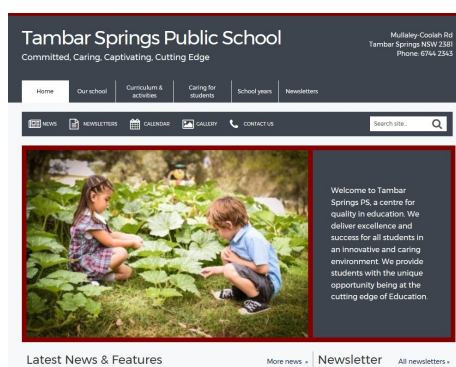 Tambar Springs Public School
Committed, Caring, Captivating, Cutting Edge
Mullaley-Coolah Rd
Tambar Springs NSW 2381
Phone: 6744 2343
Home
Our school
Curriculum &
activities
Caring for
students
School years
Newsletters
NEWS
NEWSLETTERS
CALENDAR
GALLERY
CONTACT US
Search site...
Welcome to Tambar
Springs PS, a centre for
quality in education. We
deliver excellence and
success for all students in
an innovative and caring
environment. We provide
students with the unique
opportunity being at the
cutting edge of Education.
Latest News & Features
More news »
Newsletter
All newsletters »